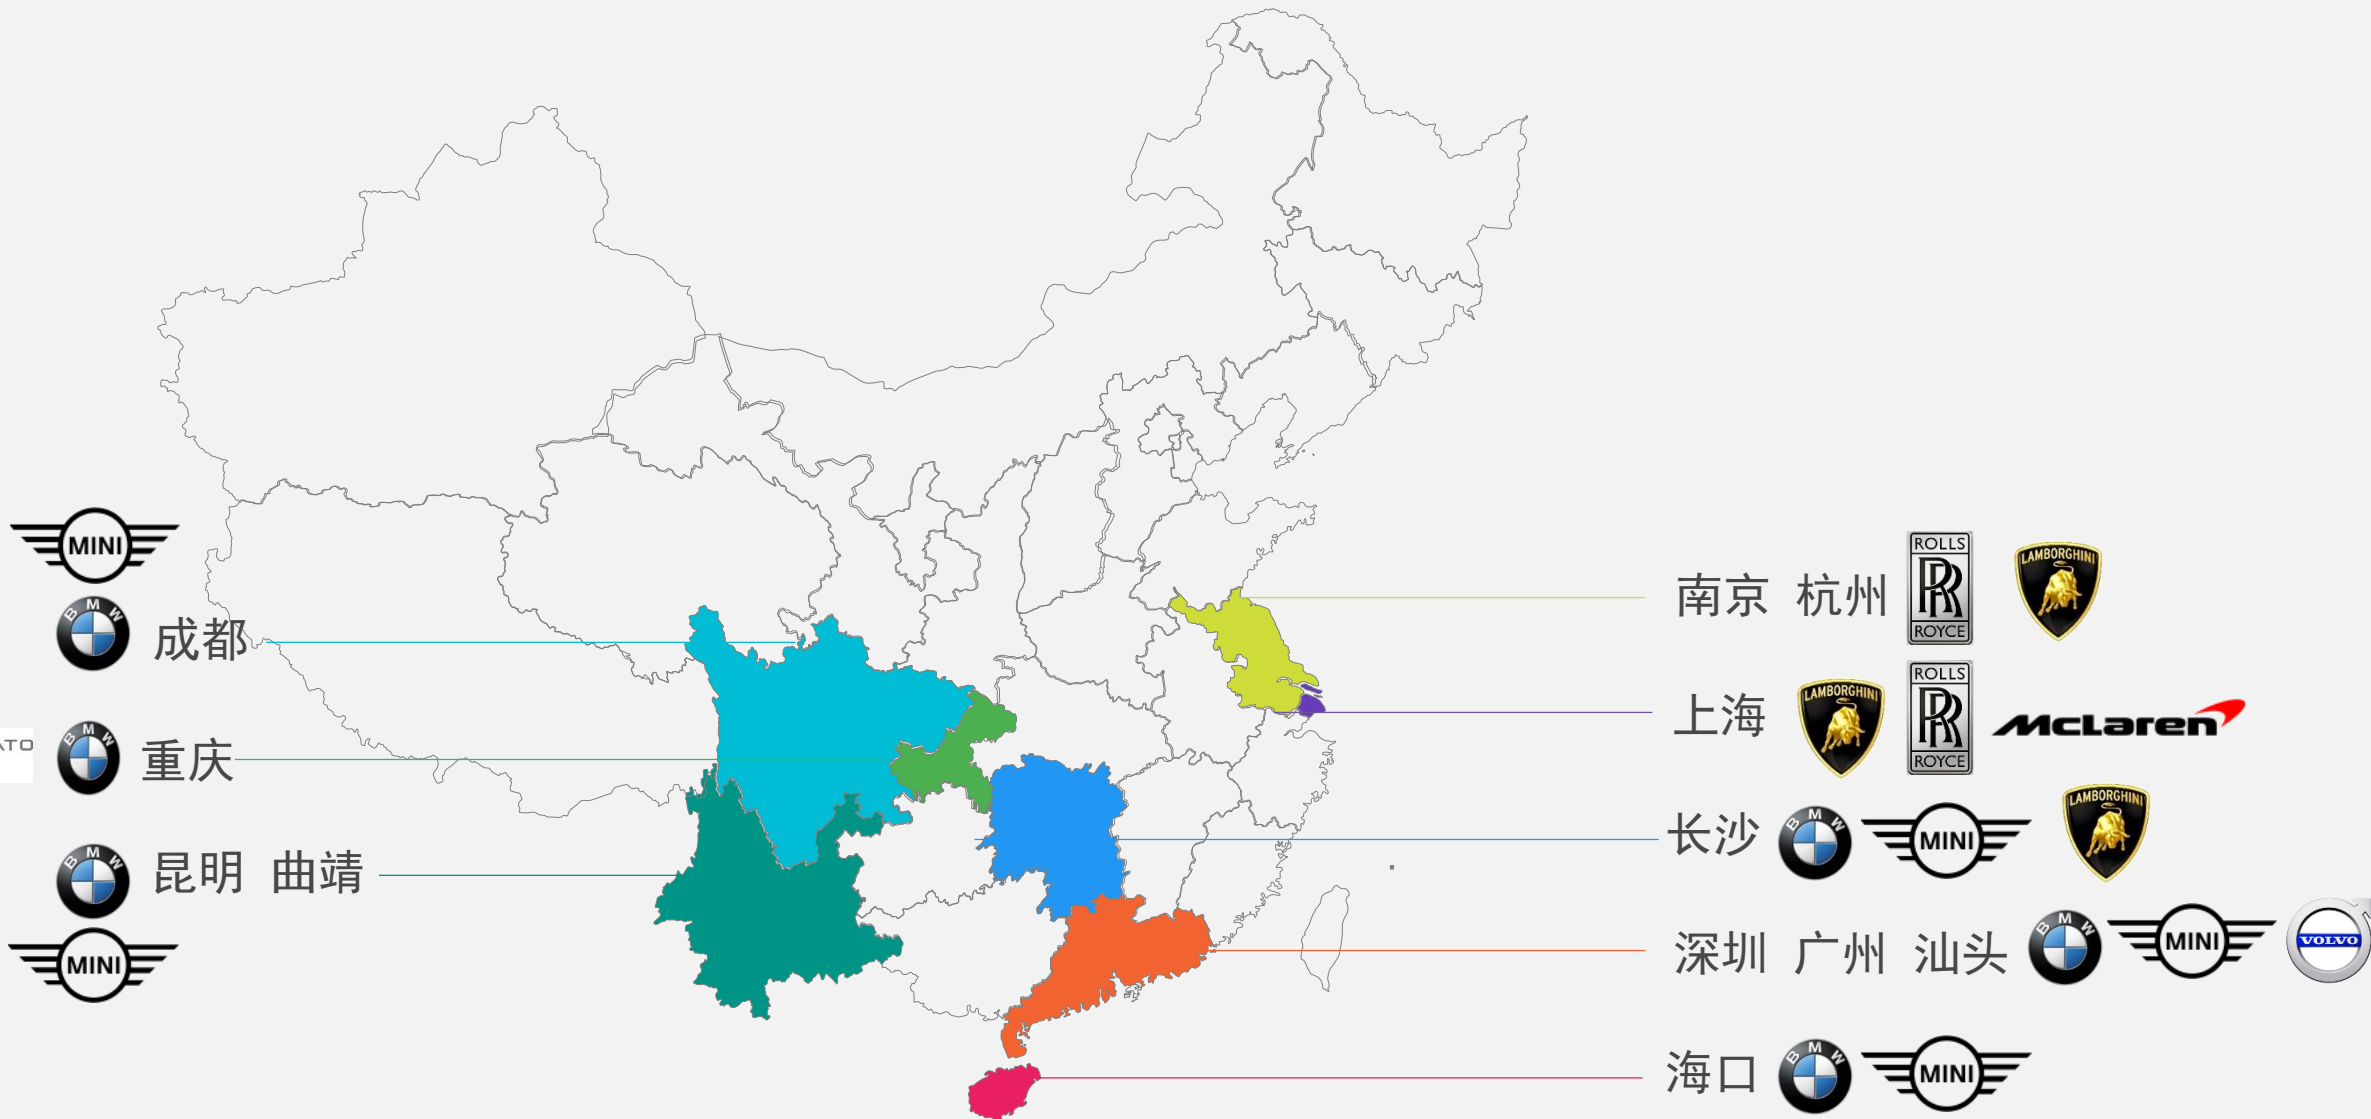 MINI
BMW
成都
BMW
重庆
BMW
昆明 曲靖
MINI
南京 杭州
ROLLS
RR
ROYCE
LAMBORGHINI
上海
LAMBORGHINI
ROLLS
RR
ROYCE
McLaren
长沙
BMW
MINI
LAMBORGHINI
深圳 广州 汕头
BMW
MINI
VOLVO
海口
BMW
MINI